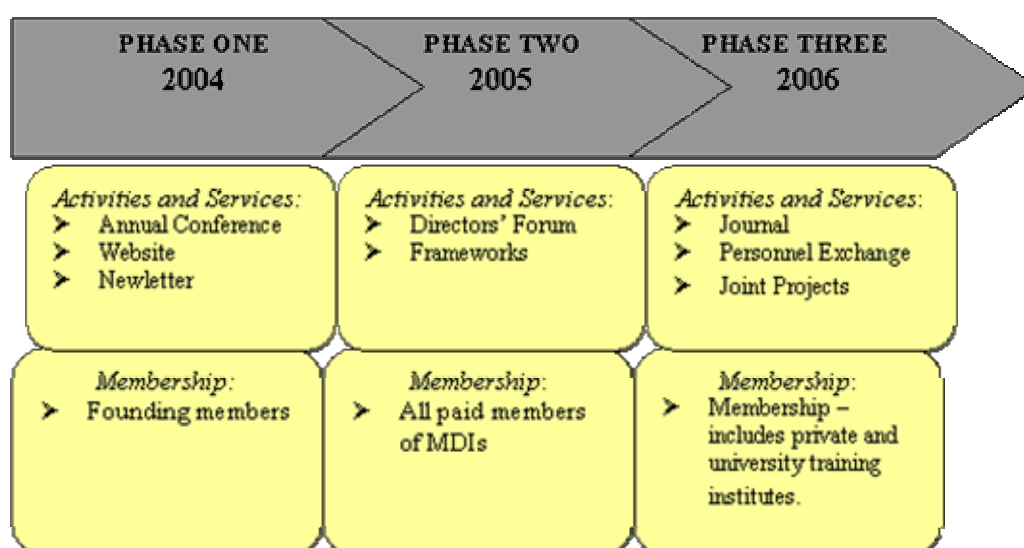 PHASE ONE
2004
PHASE TWO
2005
PHASE THREE
2006
Activities and Services:
➢ Annual Conference
➢ Website
➢ Newletter
Activities and Services:
➢ Directors’ Forum
➢ Frameworks
Activities and Services:
➢ Journal
➢ Personnel Exchange
➢ Joint Projects
Membership:
➢ Founding members
Membership:
➢ All paid members
of MDIs
Membership:
➢ Membership –
includes private and
university training
institutes.